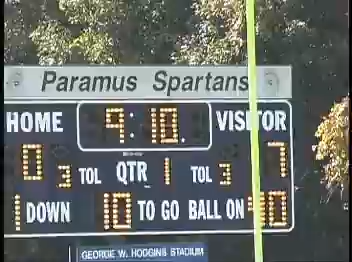 Paramus Spartans
HOME 9:10 VISITOR
0 3 TOL QTR 1 TOL 3 7
1 DOWN 10 TO GO BALL ON 40
GEORGE W. HODGINS STADIUM